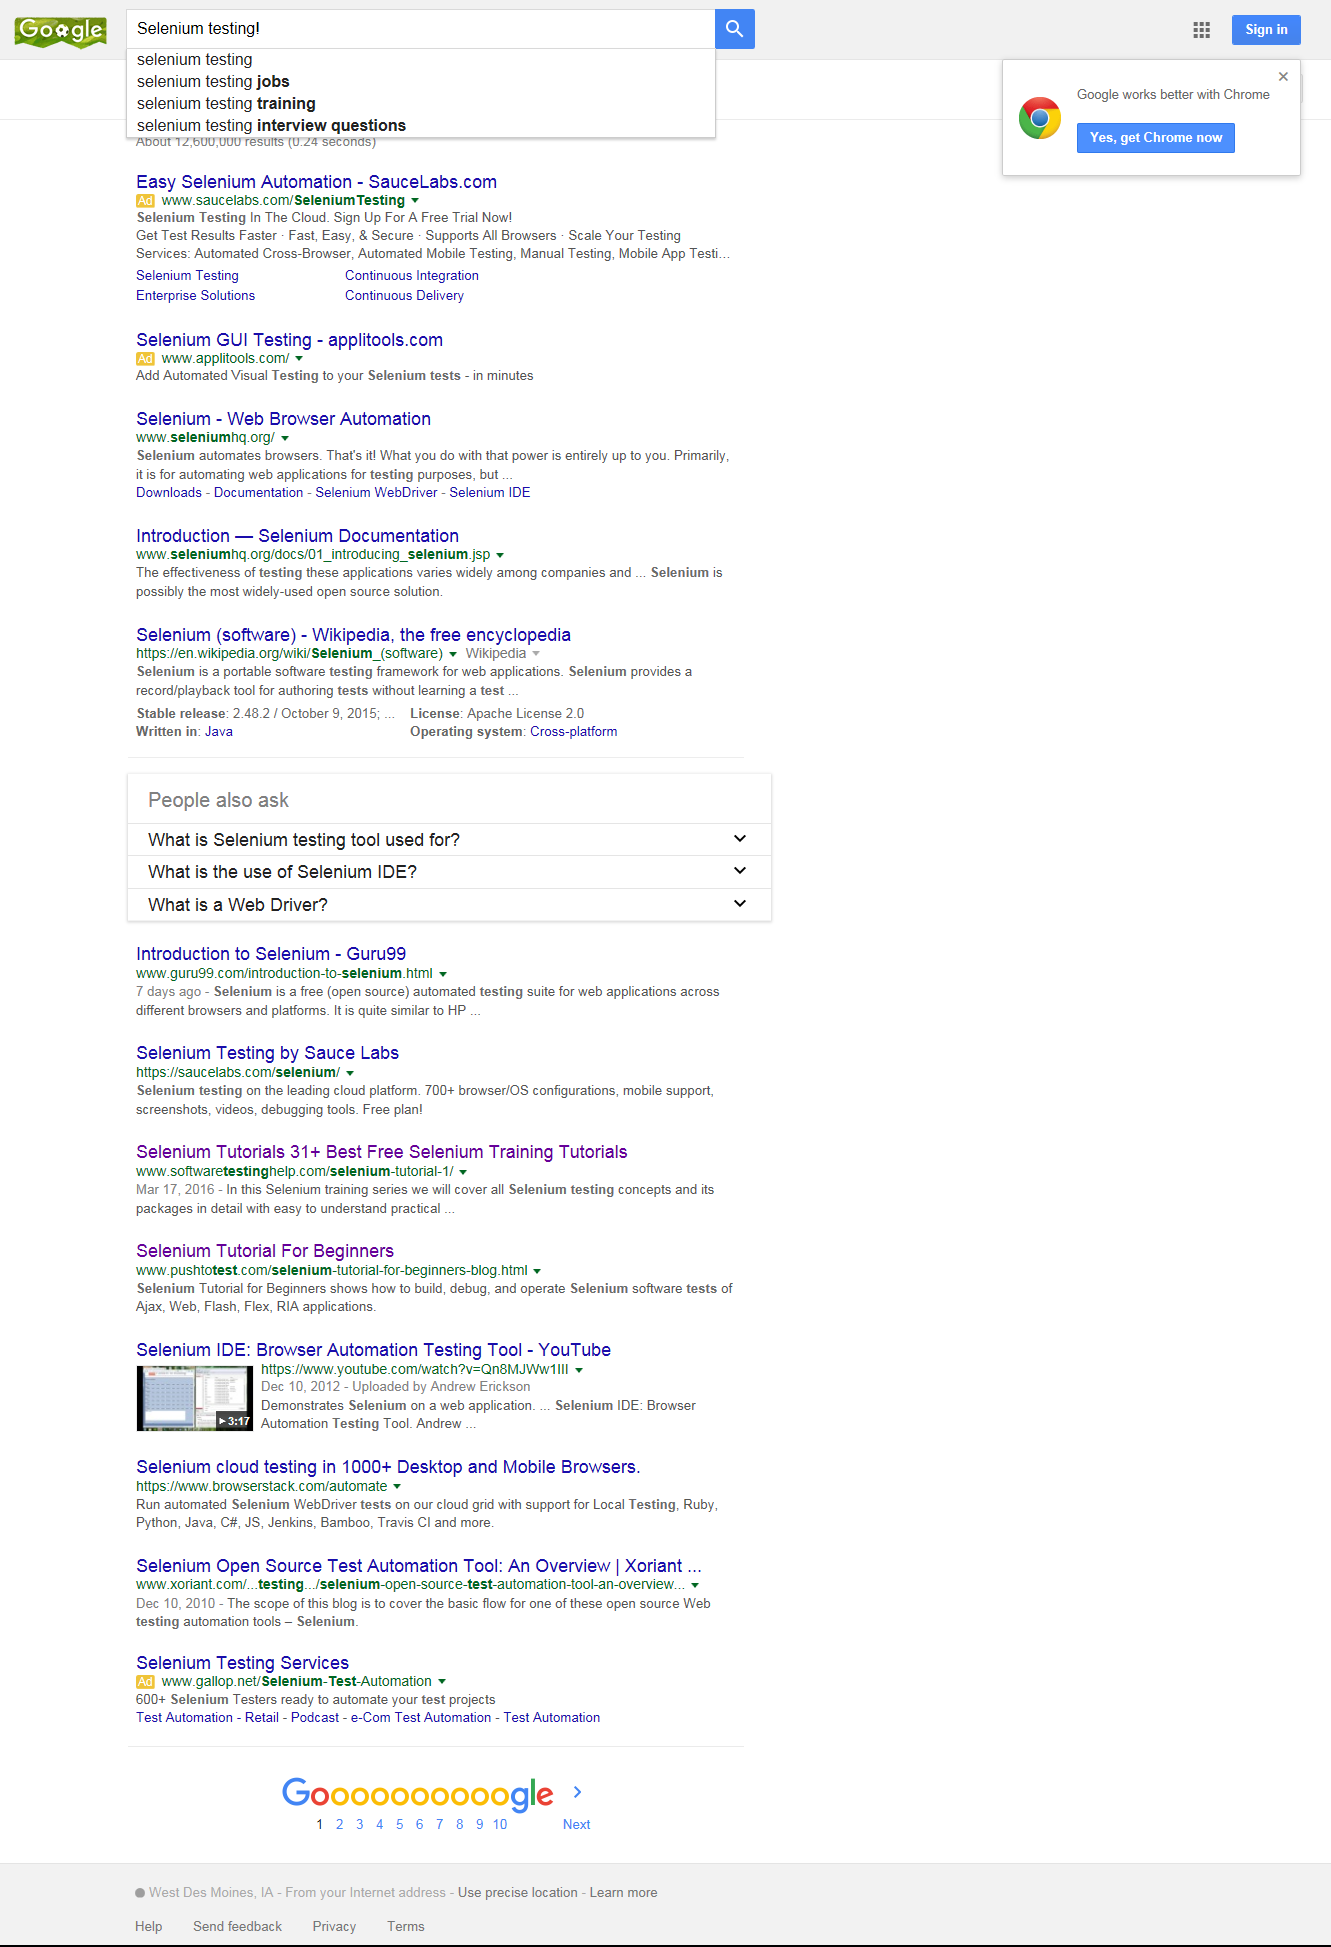 Google
Selenium testing!
Sign in
selenium testing
selenium testing jobs
selenium testing training
selenium testing interview questions
Google works better with Chrome
Yes, get Chrome now
About 12,600,000 results (0.24 seconds)
Easy Selenium Automation - SauceLabs.com
Ad www.saucelabs.com/SeleniumTesting
Selenium Testing In The Cloud. Sign Up For A Free Trial Now!
Get Test Results Faster · Fast, Easy, & Secure · Supports All Browsers · Scale Your Testing
Services: Automated Cross-Browser, Automated Mobile Testing, Manual Testing, Mobile App Testi...
Selenium Testing Continuous Integration
Enterprise Solutions Continuous Delivery
Selenium GUI Testing - applitools.com
Ad www.applitools.com/
Add Automated Visual Testing to your Selenium tests - in minutes
Selenium - Web Browser Automation
www.seleniumhq.org/
Selenium automates browsers. That's it! What you do with that power is entirely up to you. Primarily,
it is for automating web applications for testing purposes, but ...
Downloads - Documentation - Selenium WebDriver - Selenium IDE
Introduction — Selenium Documentation
www.seleniumhq.org/docs/01_introducing_selenium.jsp
The effectiveness of testing these applications varies widely among companies and ... Selenium is
possibly the most widely-used open source solution.
Selenium (software) - Wikipedia, the free encyclopedia
https://en.wikipedia.org/wiki/Selenium_(software) Wikipedia
Selenium is a portable software testing framework for web applications. Selenium provides a
record/playback tool for authoring tests without learning a test ...
Stable release: 2.48.2 / October 9, 2015; ... License: Apache License 2.0
Written in: Java Operating system: Cross-platform
People also ask
What is Selenium testing tool used for?
What is the use of Selenium IDE?
What is a Web Driver?
Introduction to Selenium - Guru99
www.guru99.com/introduction-to-selenium.html
7 days ago - Selenium is a free (open source) automated testing suite for web applications across
different browsers and platforms. It is quite similar to HP ...
Selenium Testing by Sauce Labs
https://saucelabs.com/selenium/
Selenium testing on the leading cloud platform. 700+ browser/OS configurations, mobile support,
screenshots, videos, debugging tools. Free plan!
Selenium Tutorials 31+ Best Free Selenium Training Tutorials
www.softwaretestinghelp.com/selenium-tutorial-1/
Mar 17, 2016 - In this Selenium training series we will cover all Selenium testing concepts and its
packages in detail with easy to understand practical ...
Selenium Tutorial For Beginners
www.pushtotest.com/selenium-tutorial-for-beginners-blog.html
Selenium Tutorial for Beginners shows how to build, debug, and operate Selenium software tests of
Ajax, Web, Flash, Flex, RIA applications.
Selenium IDE: Browser Automation Testing Tool - YouTube
https://www.youtube.com/watch?v=Qn8MJWw1lII
Dec 10, 2012 - Uploaded by Andrew Erickson
Demonstrates Selenium on a web application. ... Selenium IDE: Browser
Automation Testing Tool. Andrew ...
3:17
Selenium cloud testing in 1000+ Desktop and Mobile Browsers.
https://www.browserstack.com/automate
Run automated Selenium WebDriver tests on our cloud grid with support for Local Testing, Ruby,
Python, Java, C#, JS, Jenkins, Bamboo, Travis CI and more.
Selenium Open Source Test Automation Tool: An Overview | Xoriant ...
www.xoriant.com/...testing.../selenium-open-source-test-automation-tool-an-overview...
Dec 10, 2010 - The scope of this blog is to cover the basic flow for one of these open source Web
testing automation tools – Selenium.
Selenium Testing Services
Ad www.gallop.net/Selenium-Test-Automation
600+ Selenium Testers ready to automate your test projects
Test Automation - Retail - Podcast - e-Com Test Automation - Test Automation
Goooooooooogle
1 2 3 4 5 6 7 8 9 10 Next
West Des Moines, IA - From your Internet address - Use precise location - Learn more
Help Send feedback Privacy Terms